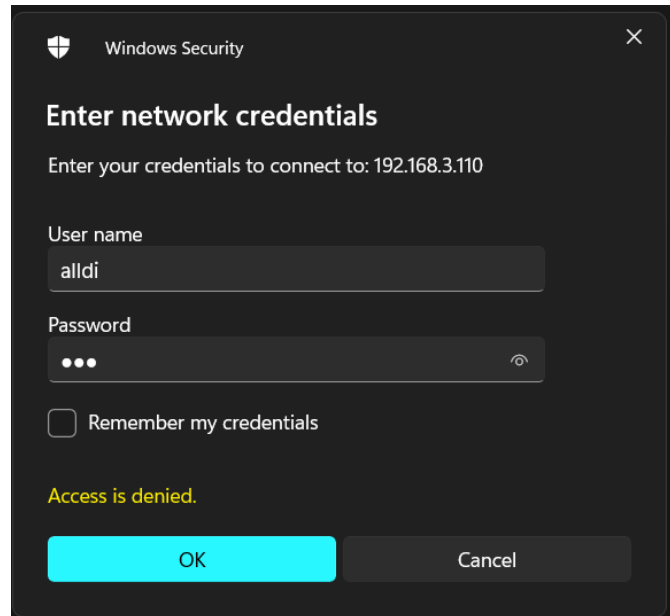 Windows Security
Enter network credentials
Enter your credentials to connect to: 192.168.3.110
User name
alldi
Password
●●●
Remember my credentials
Access is denied.
OK
Cancel